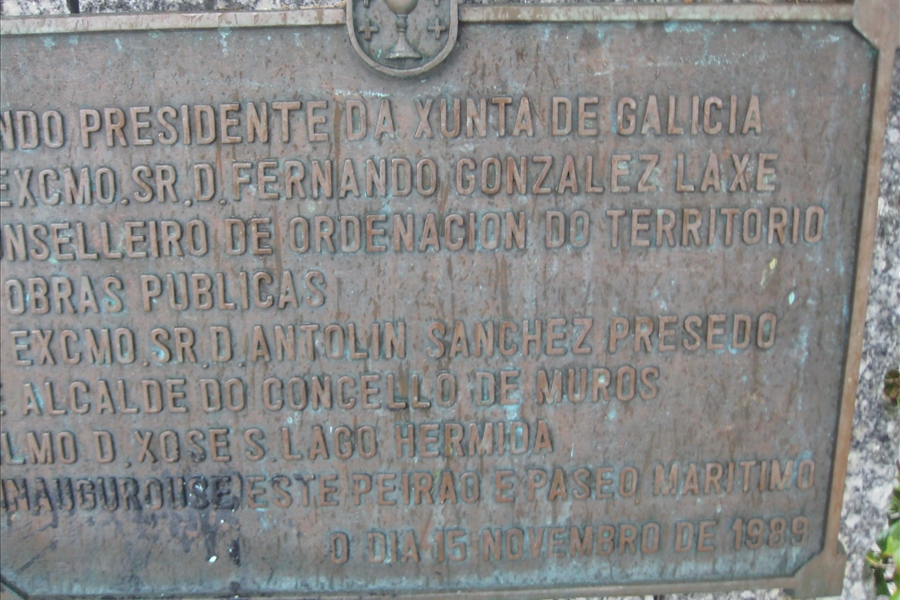 NDO PRESIDENTE DA XUNTA DE GALICIA
EXCMO.SR.D.FERNANDO GONZALEZ LAXE
NSELLEIRO DE ORDENACION DO TERRITORIO
OBRAS PUBLICAS
EXCMO.SR.D.ANTOLIN SANCHEZ PRESEDO
E ALCALDE DO CONCELLO DE MUROS
ILMO D.XOSE S.LAGO HERMIDA
INAUGUROUSE ESTE PEIRAO E PASEO MARITIMO
O DIA 15 NOVEMBRO DE 1989